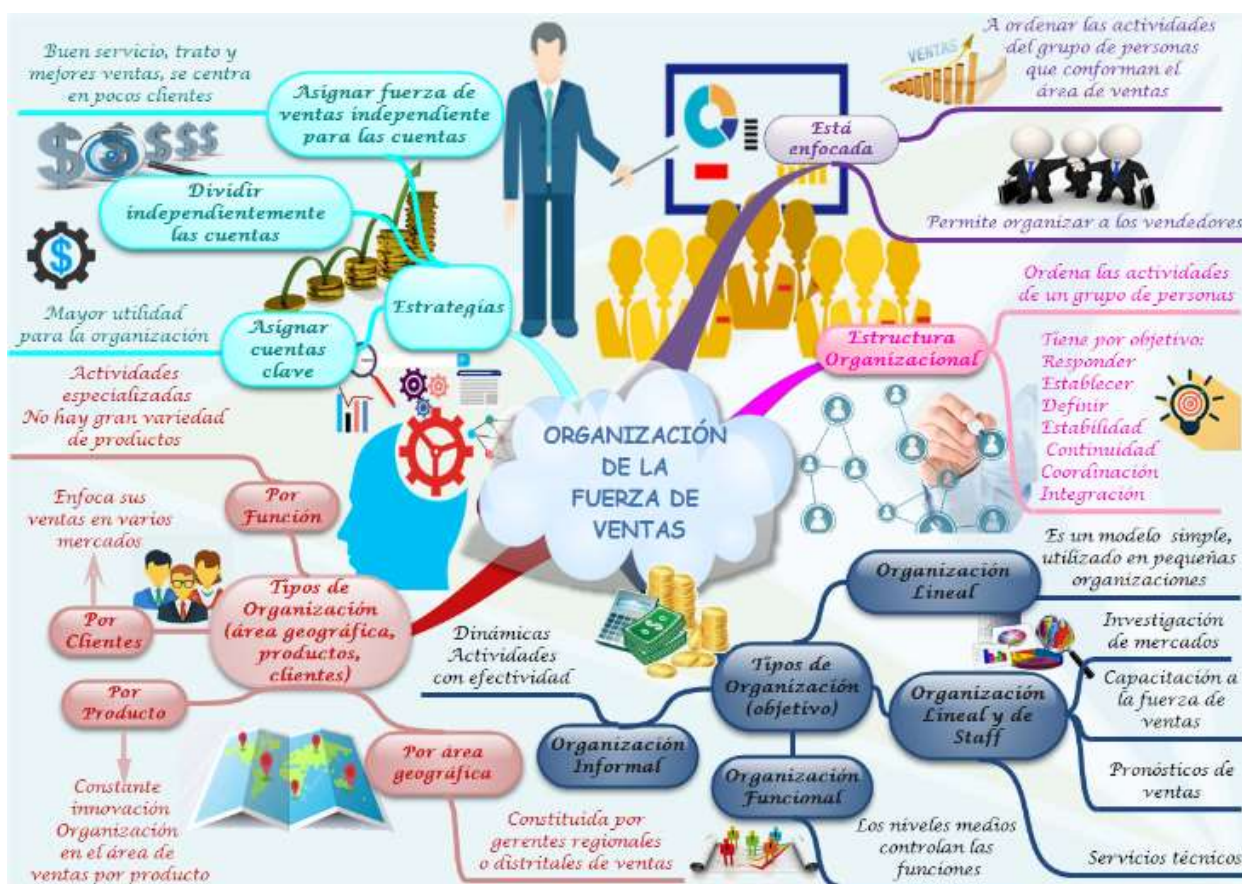 Buen servicio, trato y
mejores ventas, se centra
en pocos clientes
Asignar fuerza de
ventas independiente
para las cuentas
Dividir
independientemente
las cuentas
Estrategías
Mayor utilidad
para la organización
Asignar
cuentas
clave
VENTAS
A ordenar las actividades
del grupo de personas
que conforman el
área de ventas
Está
enfocada
Permite organizar a los vendedores
Ordena las actividades
de un grupo de personas
Estructura
Organizacional
Tiene por objetivo:
Responder
Establecer
Definir
Estabilidad
Continuidad
Coordinación
Integración
ORGANIZACIÓN
DE LA
FUERZA DE
VENTAS
Actividades
especializadas
No hay gran variedad
de productos
Por
Función
Enfoca sus
ventas en varios
mercados
Por
Clientes
Tipos de
Organización
(área geográfica,
productos,
clientes)
Por
Producto
Constante
innovación
Organización
en el área de
ventas por producto
Por área
geográfica
Constituida por
gerentes regionales
o distritales de ventas
Dinámicas
Actividades
con efectividad
Organización
Informal
Tipos de
Organización
(objetivo)
Organización
Funcional
Los niveles medios
controlan las
funciones
Organización
Lineal
Es un modelo simple,
utilizado en pequeñas
organizaciones
Organización
Lineal y de
Staff
Investigación
de mercados
Capacitación a
la fuerza de
ventas
Pronósticos de
ventas
Servicios técnicos